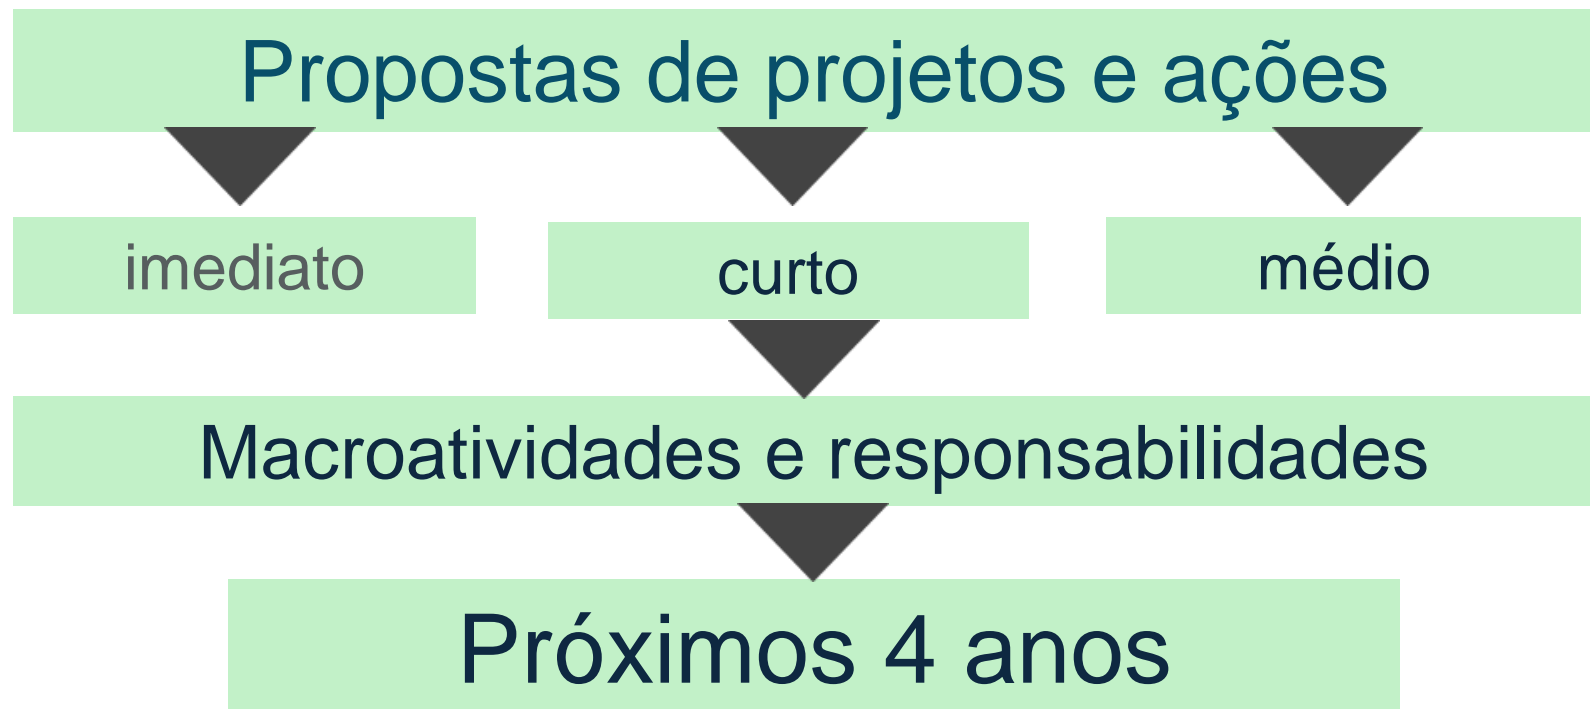 Propostas de projetos e ações
imediato
curto
médio
Macroatividades e responsabilidades
Próximos 4 anos